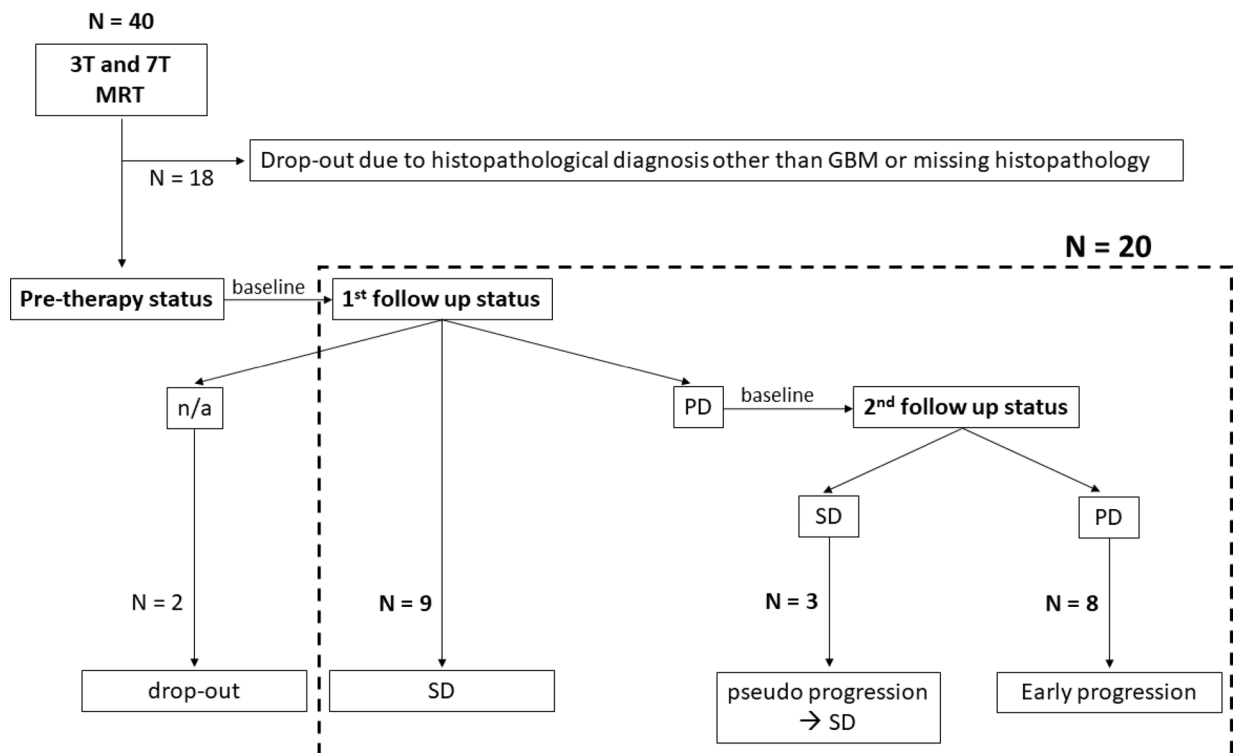 N = 40
3T and 7T
MRT
Drop-out due to histopathological diagnosis other than GBM or missing histopathology
N = 18
N = 20
Pre-therapy status
baseline
1st follow up status
n/a
PD
baseline
2nd follow up status
SD
PD
N = 2
N = 9
N = 3
N = 8
drop-out
SD
pseudo progression
→ SD
Early progression